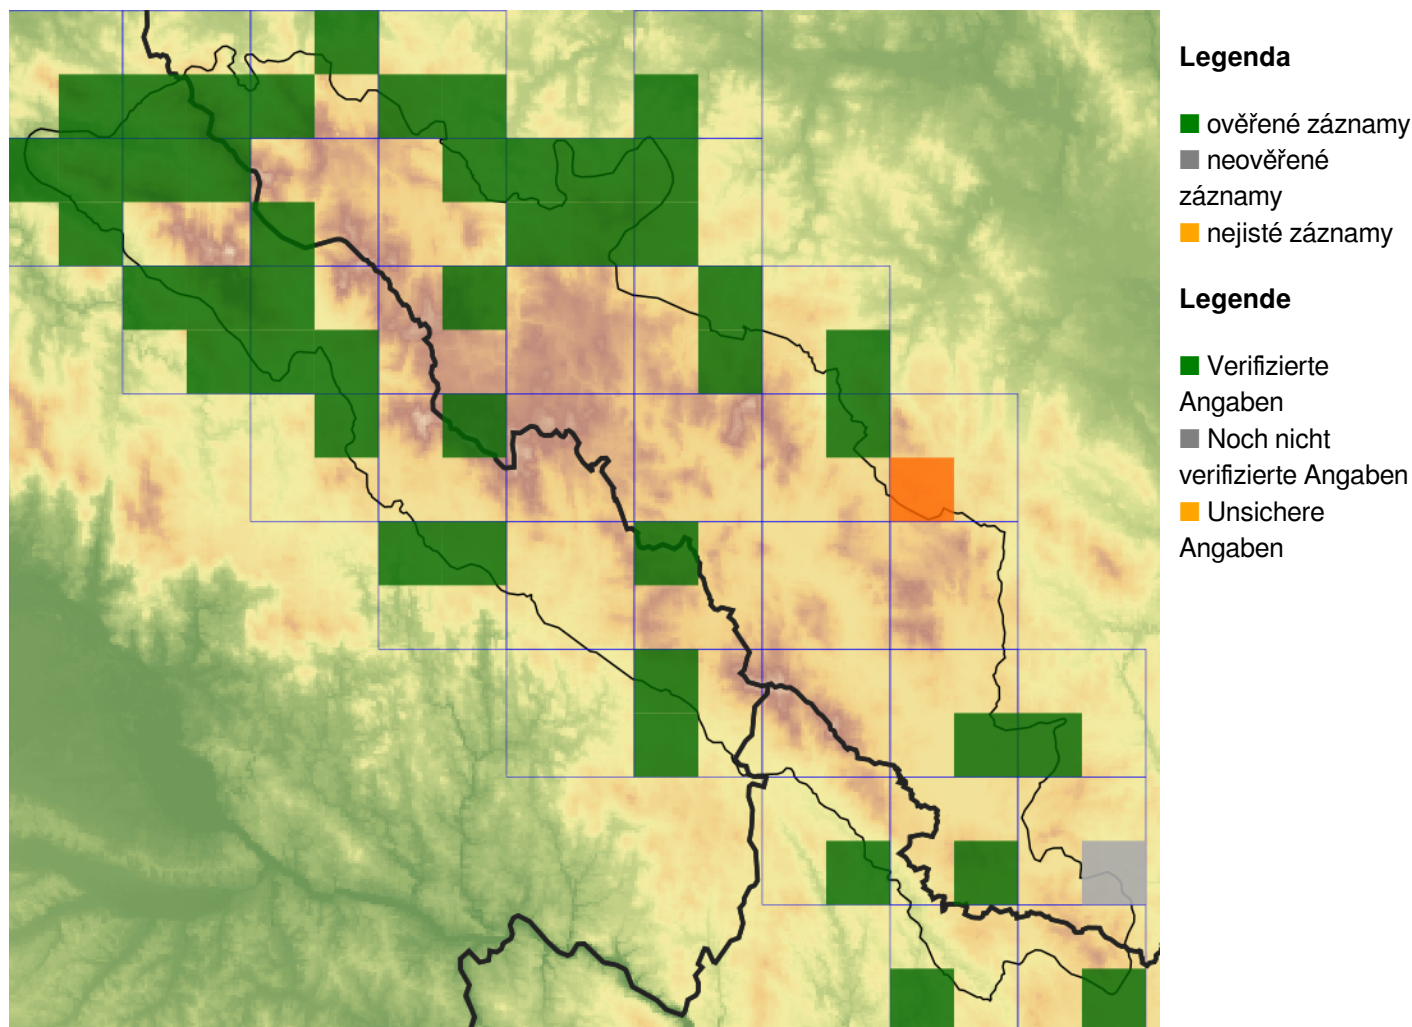 Legenda
ověřené záznamy
neověřené
záznamy
nejisté záznamy
Legende
Verifizierte
Angaben
Noch nicht
verifizierte Angaben
Unsichere
Angaben